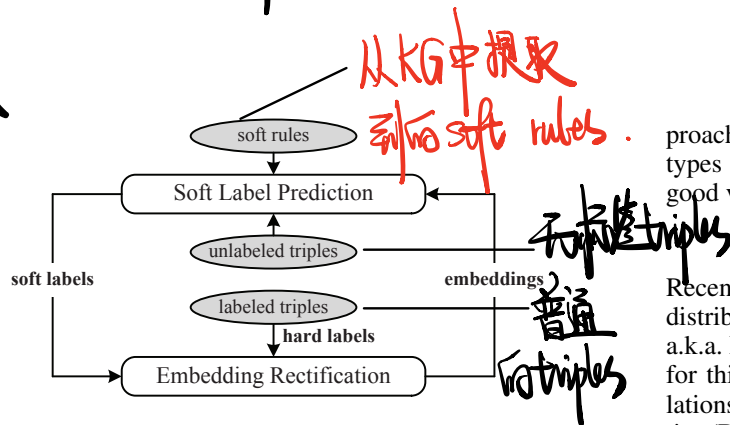 从KG中提取
到的soft rules.
soft rules
Soft Label Prediction
unlabeled triples
无标签triples
soft labels
embeddings
labeled triples
hard labels
普通
的triples
Embedding Rectification
proach
types
good
Recen
distrib
a.k.a.
for thi
lations